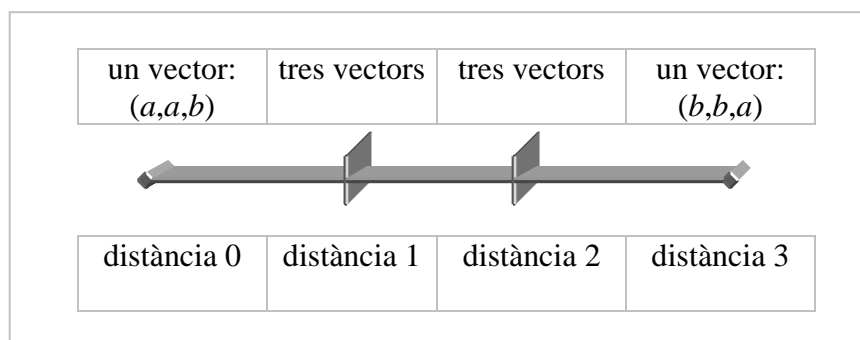 un vector:
(a,a,b)
tres vectors
tres vectors
un vector:
(b,b,a)
distància 0
distància 1
distància 2
distància 3